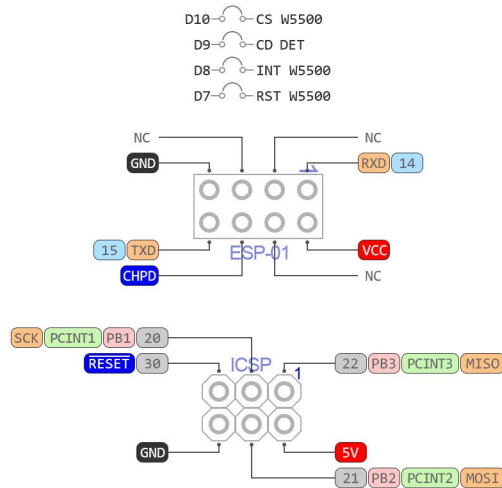 D10 CS W5500
D9 CD DET
D8 INT W5500
D7 RST W5500
NC NC
GND RXD 14
15 TXD ESP-01 VCC
CHPD NC
SCK PCINT1 PB1 20
RESET 30 ICSP 1 22 PB3 PCINT3 MISO
GND 5V
21 PB2 PCINT2 MOSI